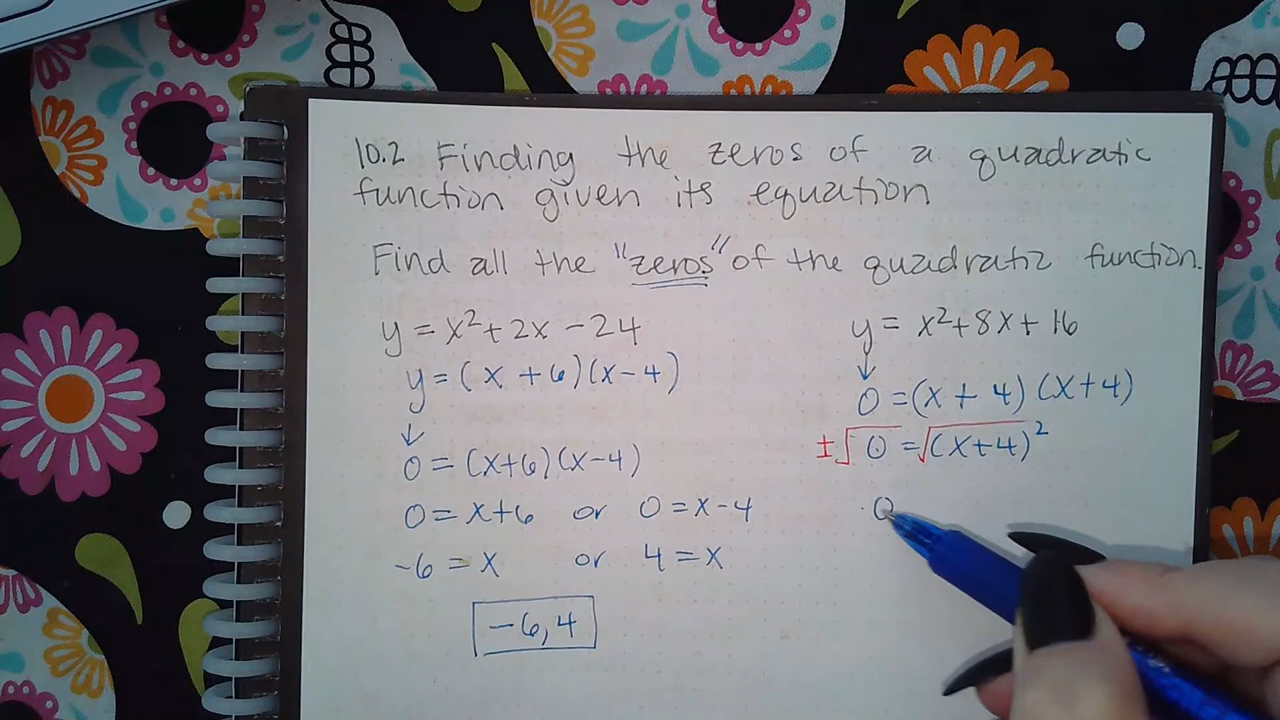 10.2 Finding the zeros of a quadratic
function given its equation
Find all the "zeros" of the quadratic function.
y = x²+2x-24
y=(x+6)(x-4)
↓
0=(x+6)(x-4)
0=x+6 or 0=x-4
-6=x or 4=x
-6,4
y= x²+8x+16
↓
0=(x+4)(x+4)
±√0=√(x+4)²
0